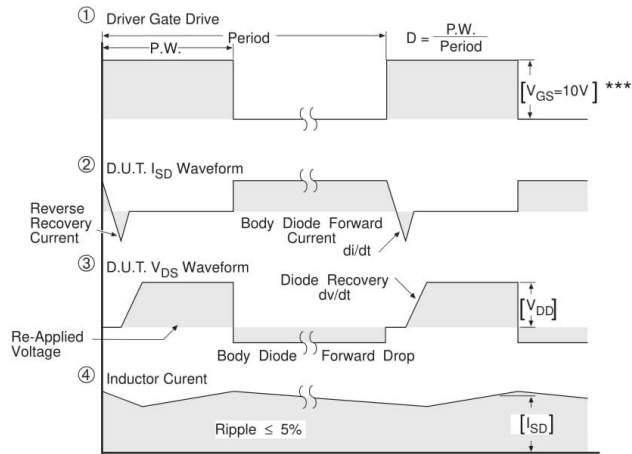 ① Driver Gate Drive
P.W.
Period
D = P.W.
Period
[VGS=10V] ***
② D.U.T. ISD Waveform
Reverse
Recovery
Current
Body Diode Forward
Current
di/dt
③ D.U.T. VDS Waveform
Diode Recovery
dv/dt
[VDD]
Re-Applied
Voltage
Body Diode Forward Drop
④ Inductor Curent
Ripple ≤ 5%
[ISD]